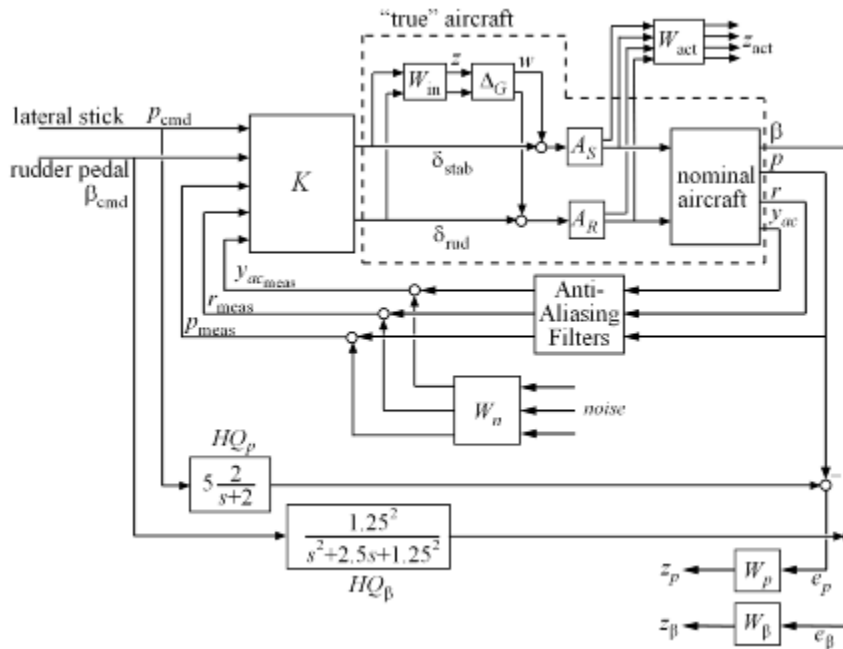 “true” aircraft
W_act
z_act
z
w
W_in
Δ_G
lateral stick
p_cmd
rudder pedal
β_cmd
K
δ_stab
δ_rud
A_S
A_R
nominal
aircraft
β
p
r
y_ac
y_ac_meas
r_meas
p_meas
Anti-
Aliasing
Filters
W_n
noise
HQ_p
5 2/(s+2)
−
1.25²/(s²+2.5s+1.25²)
HQ_β
z_p
W_p
e_p
z_β
W_β
e_β